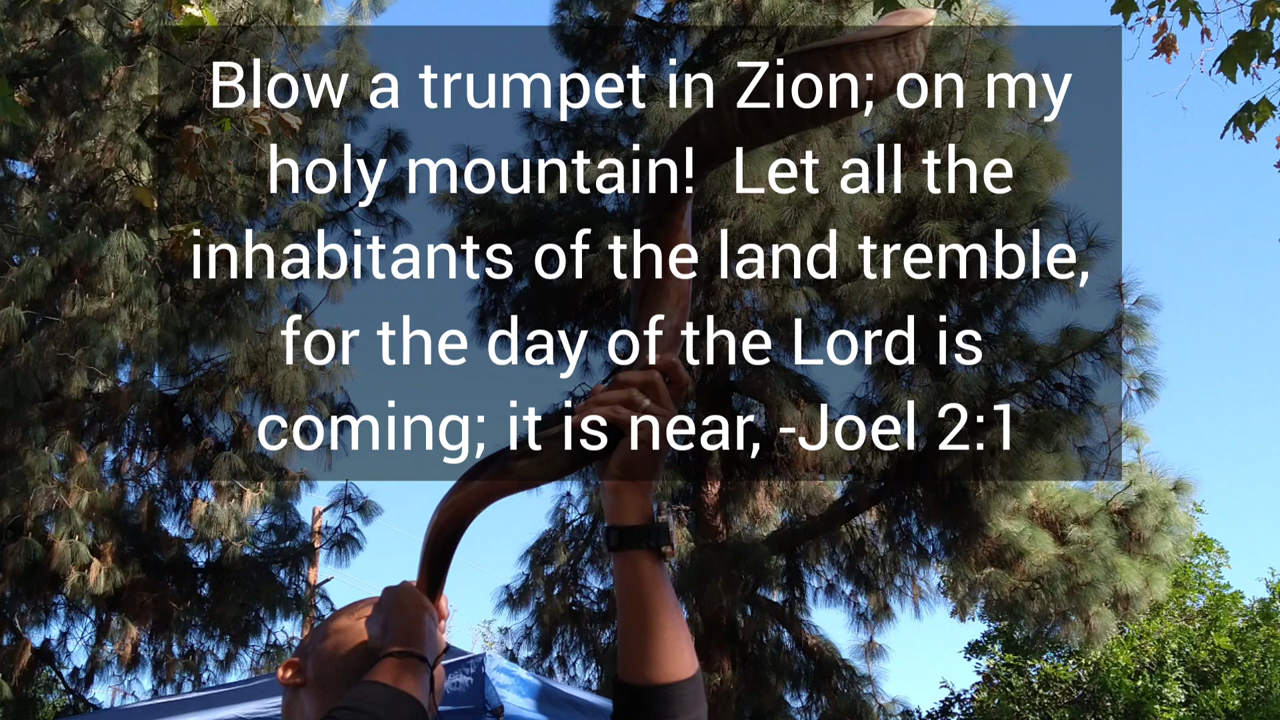 Blow a trumpet in Zion; on my
holy mountain!  Let all the
inhabitants of the land tremble,
for the day of the Lord is
coming; it is near, -Joel 2:1